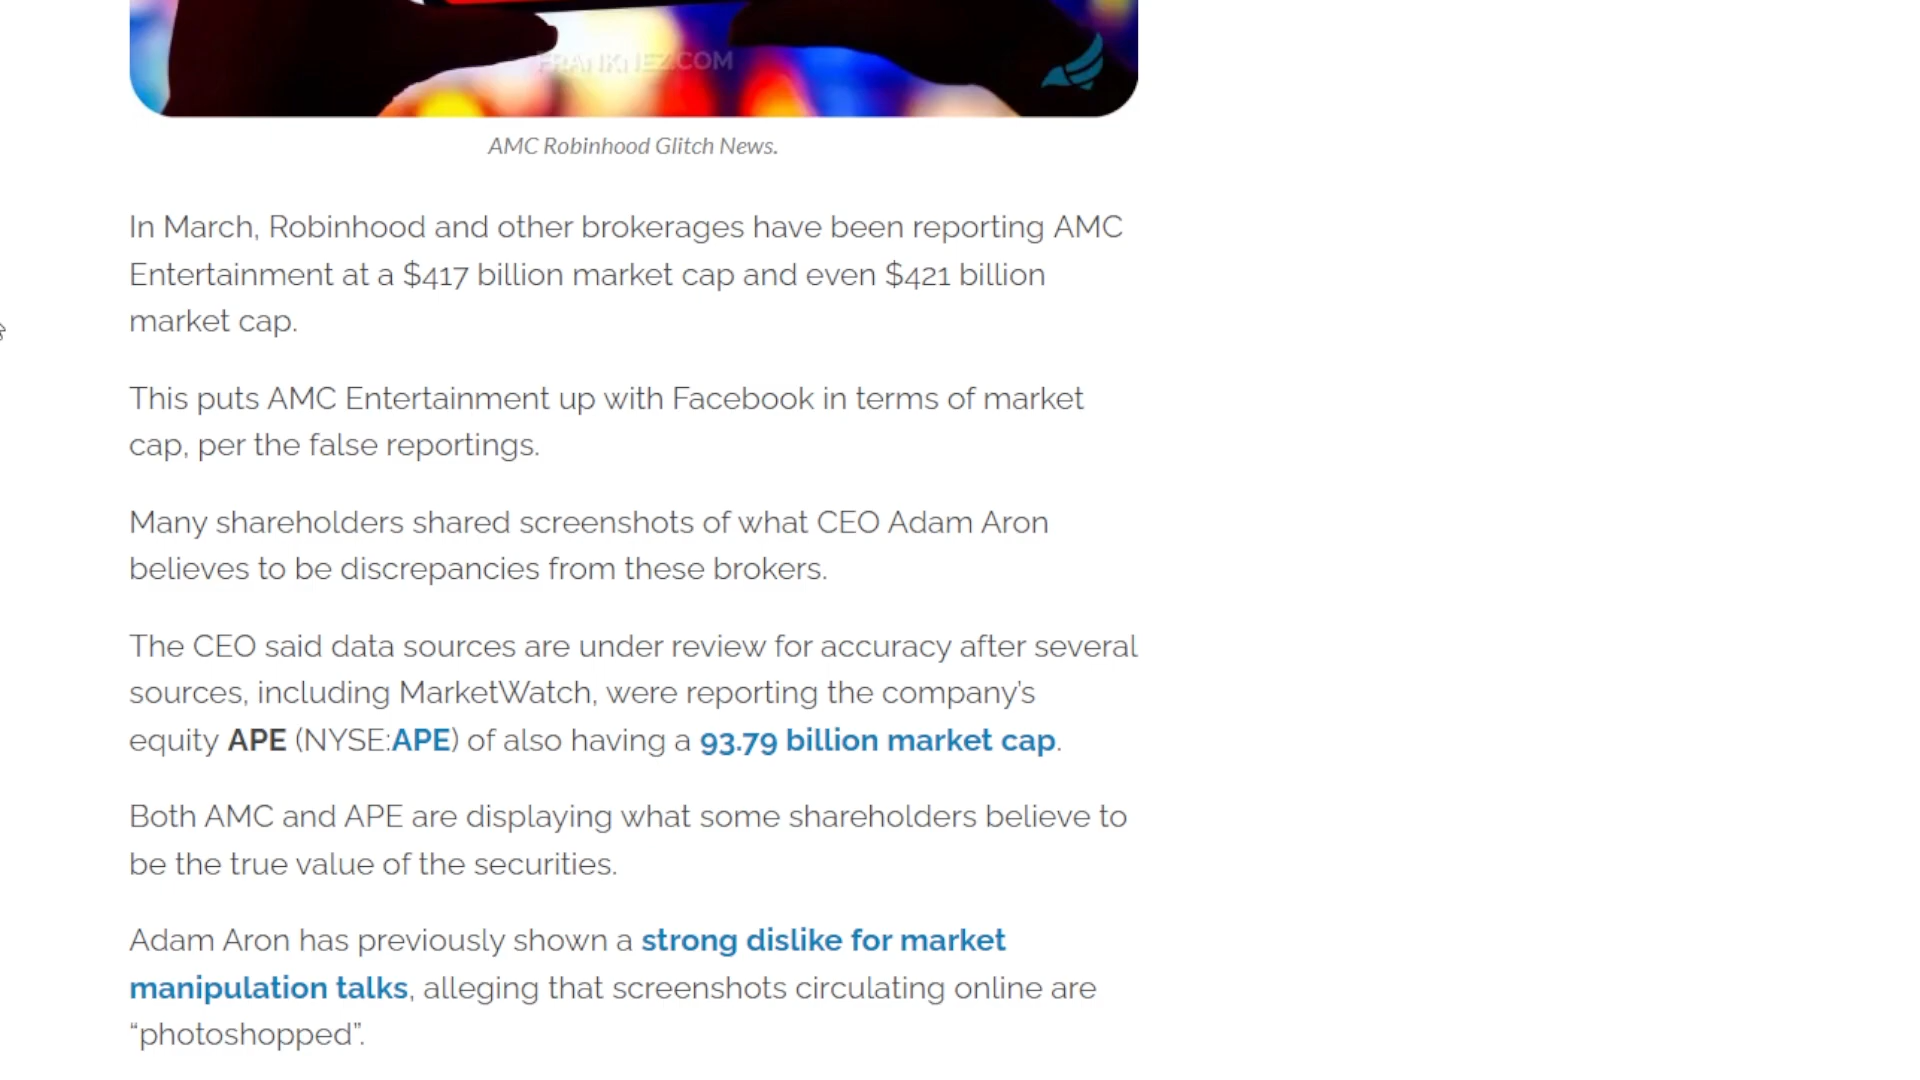 FRANKNEZ.COM
AMC Robinhood Glitch News.
In March, Robinhood and other brokerages have been reporting AMC
Entertainment at a $417 billion market cap and even $421 billion
market cap.
This puts AMC Entertainment up with Facebook in terms of market
cap, per the false reportings.
Many shareholders shared screenshots of what CEO Adam Aron
believes to be discrepancies from these brokers.
The CEO said data sources are under review for accuracy after several
sources, including MarketWatch, were reporting the company’s
equity APE (NYSE:APE) of also having a 93.79 billion market cap.
Both AMC and APE are displaying what some shareholders believe to
be the true value of the securities.
Adam Aron has previously shown a strong dislike for market
manipulation talks, alleging that screenshots circulating online are
“photoshopped”.